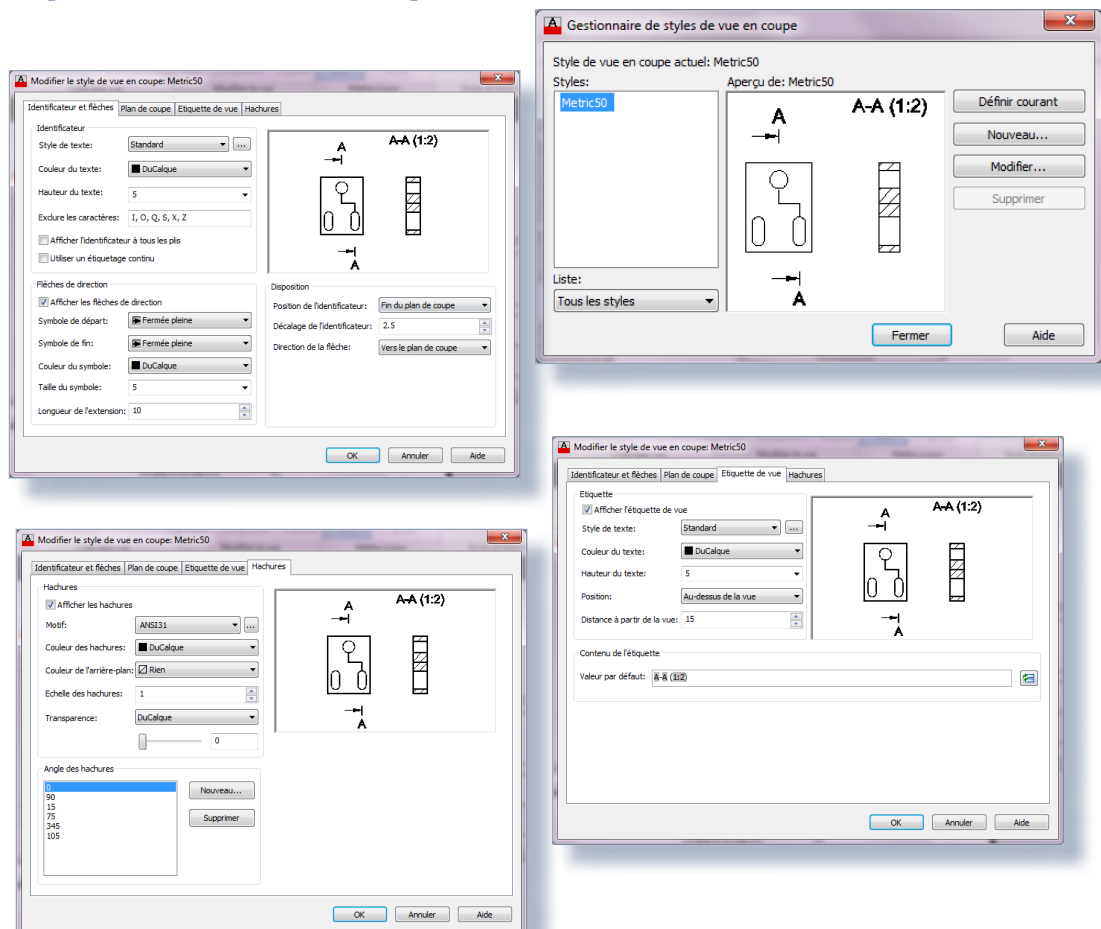 Modifier le style de vue en coupe: Metric50
Identificateur et flèches Plan de coupe Etiquette de vue Hachures
Identificateur
Style de texte: Standard ...
Couleur du texte: DuCalque
Hauteur du texte: 5
Exclure les caractères: I, O, Q, S, X, Z
Afficher l'identificateur à tous les plis
Utiliser un étiquetage continu
A
A-A (1:2)
A
Flèches de direction
Afficher les flèches de direction
Symbole de départ: Fermée pleine
Symbole de fin: Fermée pleine
Couleur du symbole: DuCalque
Taille du symbole: 5
Longueur de l'extension: 10
Disposition
Position de l'identificateur: Fin du plan de coupe
Décalage de l'identificateur: 2.5
Direction de la flèche: Vers le plan de coupe
OK Annuler Aide
Gestionnaire de styles de vue en coupe
Style de vue en coupe actuel: Metric50
Styles: Aperçu de: Metric50
Metric50
A
A-A (1:2)
A
Définir courant
Nouveau...
Modifier...
Supprimer
Liste:
Tous les styles
Fermer Aide
Modifier le style de vue en coupe: Metric50
Identificateur et flèches Plan de coupe Etiquette de vue Hachures
Hachures
Afficher les hachures
Motif: ANSI31 ...
Couleur des hachures: DuCalque
Couleur de l'arrière-plan: Rien
Echelle des hachures: 1
Transparence: DuCalque
0
A
A-A (1:2)
A
Angle des hachures
0
90
15
75
345
105
Nouveau...
Supprimer
OK Annuler Aide
Modifier le style de vue en coupe: Metric50
Identificateur et flèches Plan de coupe Etiquette de vue Hachures
Etiquette
Afficher l'étiquette de vue
Style de texte: Standard ...
Couleur du texte: DuCalque
Hauteur du texte: 5
Position: Au-dessus de la vue
Distance à partir de la vue: 15
A
A-A (1:2)
A
Contenu de l'étiquette
Valeur par défaut: A-A (1:2)
OK Annuler Aide